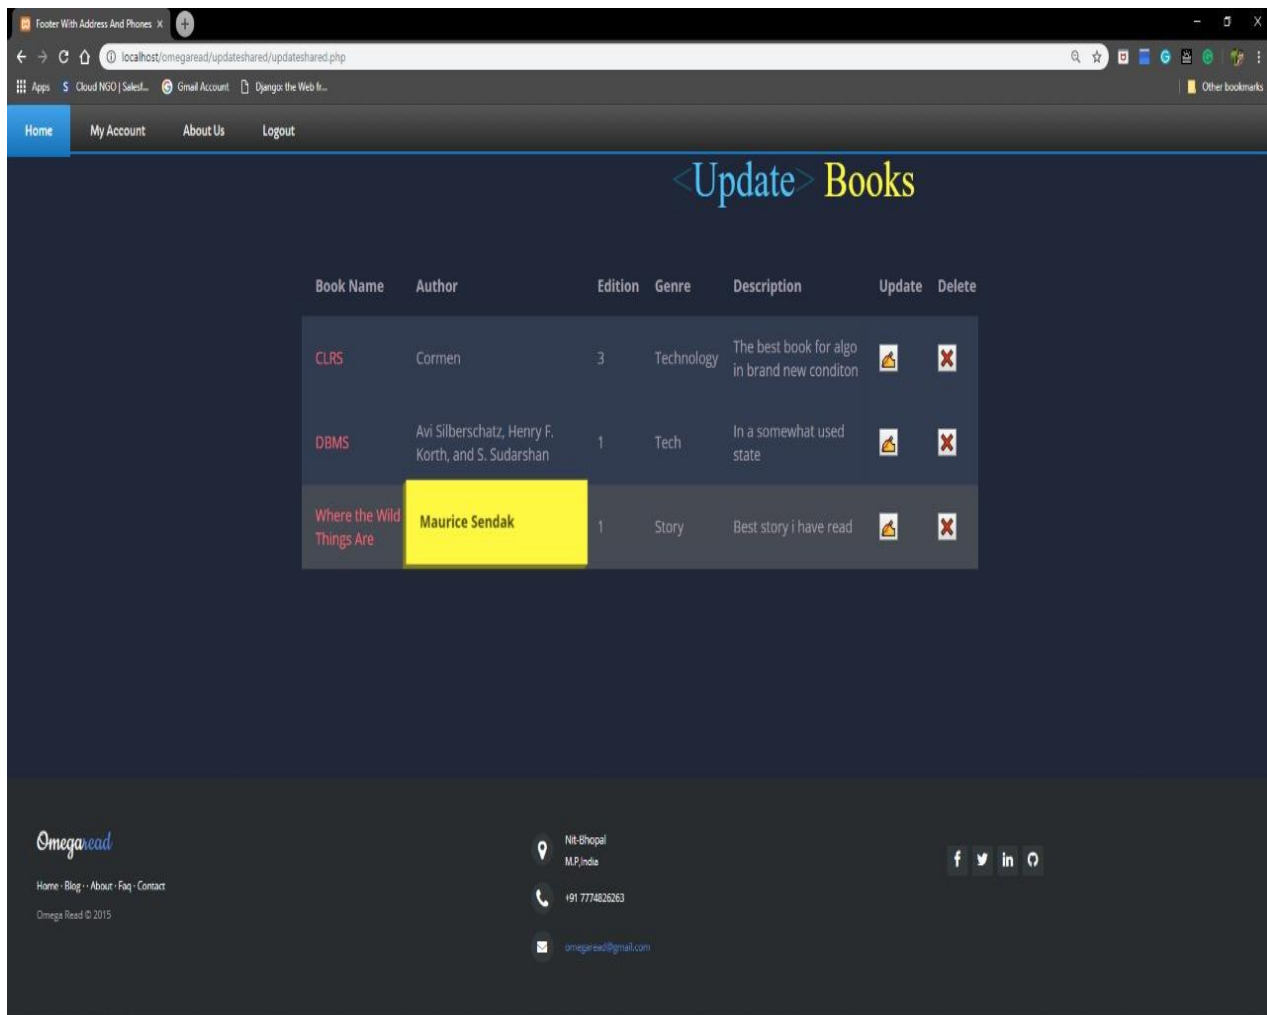 Footer With Address And Phones
localhost/omegaread/updateshared/updateshared.php
Apps Cloud NGO | Salesf... Gmail Account Django: the Web fr... Other bookmarks
Home My Account About Us Logout
<Update> Books
Book Name Author Edition Genre Description Update Delete
CLRS Cormen 3 Technology The best book for algo
in brand new conditon
DBMS Avi Silberschatz, Henry F.
Korth, and S. Sudarshan 1 Tech In a somewhat used
state
Where the Wild
Things Are Maurice Sendak 1 Story Best story i have read
Omegaread
Home · Blog · · About · Faq · Contact
Omega Read © 2015
Nit-Bhopal
M.P,India
+91 7774826263
omegaread@gmail.com